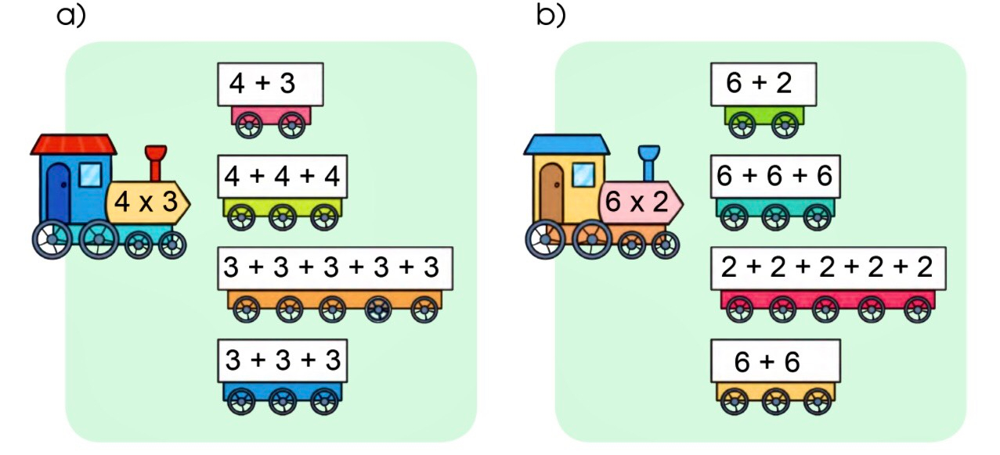 a)
4 + 3
4 + 4 + 4
4 x 3
3 + 3 + 3 + 3 + 3
3 + 3 + 3
b)
6 + 2
6 + 6 + 6
6 x 2
2 + 2 + 2 + 2 + 2
6 + 6